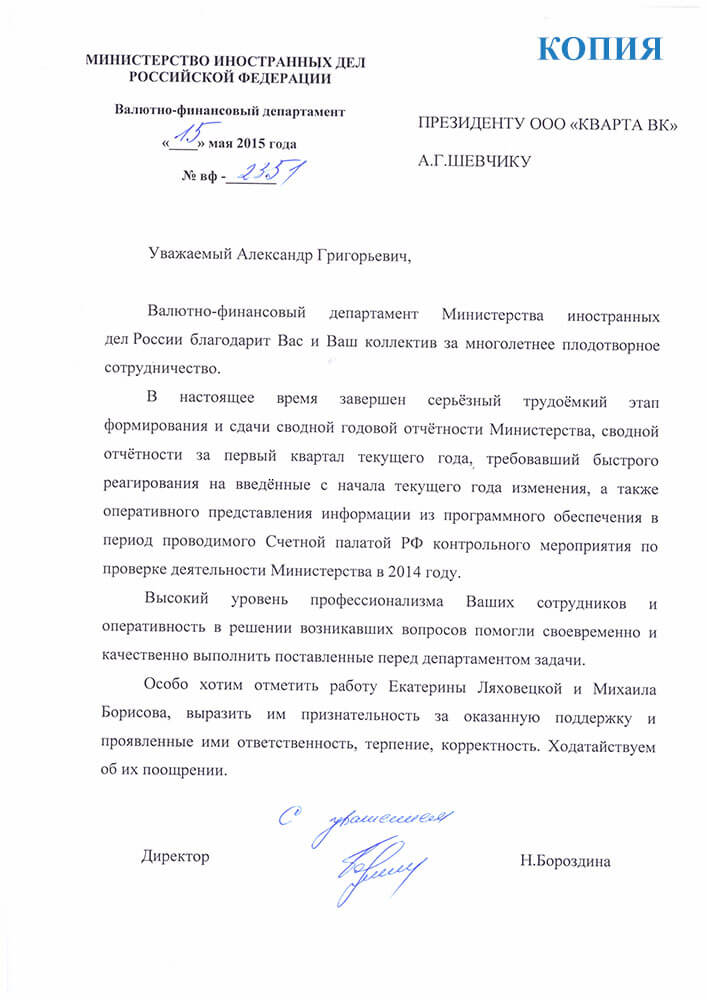 КОПИЯ
МИНИСТЕРСТВО ИНОСТРАННЫХ ДЕЛ
РОССИЙСКОЙ ФЕДЕРАЦИИ
Валютно-финансовый департамент
«15» мая 2015 года
№ вф - 2351
ПРЕЗИДЕНТУ ООО «КВАРТА ВК»
А.Г.ШЕВЧИКУ
Уважаемый Александр Григорьевич,
Валютно-финансовый департамент Министерства иностранных
дел России благодарит Вас и Ваш коллектив за многолетнее плодотворное
сотрудничество.
В настоящее время завершен серьёзный трудоёмкий этап
формирования и сдачи сводной годовой отчётности Министерства, сводной
отчётности за первый квартал текущего года, требовавший быстрого
реагирования на введённые с начала текущего года изменения, а также
оперативного представления информации из программного обеспечения в
период проводимого Счетной палатой РФ контрольного мероприятия по
проверке деятельности Министерства в 2014 году.
Высокий уровень профессионализма Ваших сотрудников и
оперативность в решении возникавших вопросов помогли своевременно и
качественно выполнить поставленные перед департаментом задачи.
Особо хотим отметить работу Екатерины Ляховецкой и Михаила
Борисова, выразить им признательность за оказанную поддержку и
проявленные ими ответственность, терпение, корректность. Ходатайствуем
об их поощрении.
С уважением
Директор
Н.Бороздина